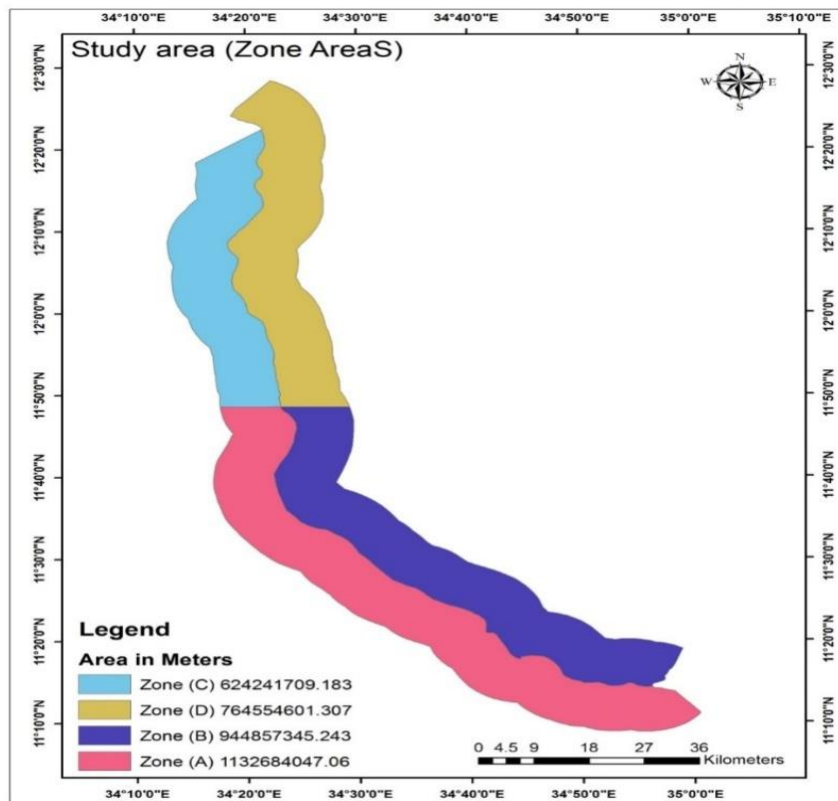 34°10'0"E 34°20'0"E 34°30'0"E 34°50'0"E 35°0'0"E 35°10'0"E
Study area (Zone AreaS)
N
W E
S
12°30'0"N 12°30'0"N
12°20'0"N 12°20'0"N
12°10'0"N 12°10'0"N
12°0'0"N 12°0'0"N
11°50'0"N 11°50'0"N
11°40'0"N 11°40'0"N
11°30'0"N 11°30'0"N
11°20'0"N 11°20'0"N
11°10'0"N 11°10'0"N
Legend
Area in Meters
Zone (C) 624241709.183
Zone (D) 764554601.307
Zone (B) 944857345.243
Zone (A) 1132684047.06
0 4.5 9 18 27 36
Kilometers
34°10'0"E 34°20'0"E 34°30'0"E 34°40'0"E 34°50'0"E 35°0'0"E 35°10'0"E